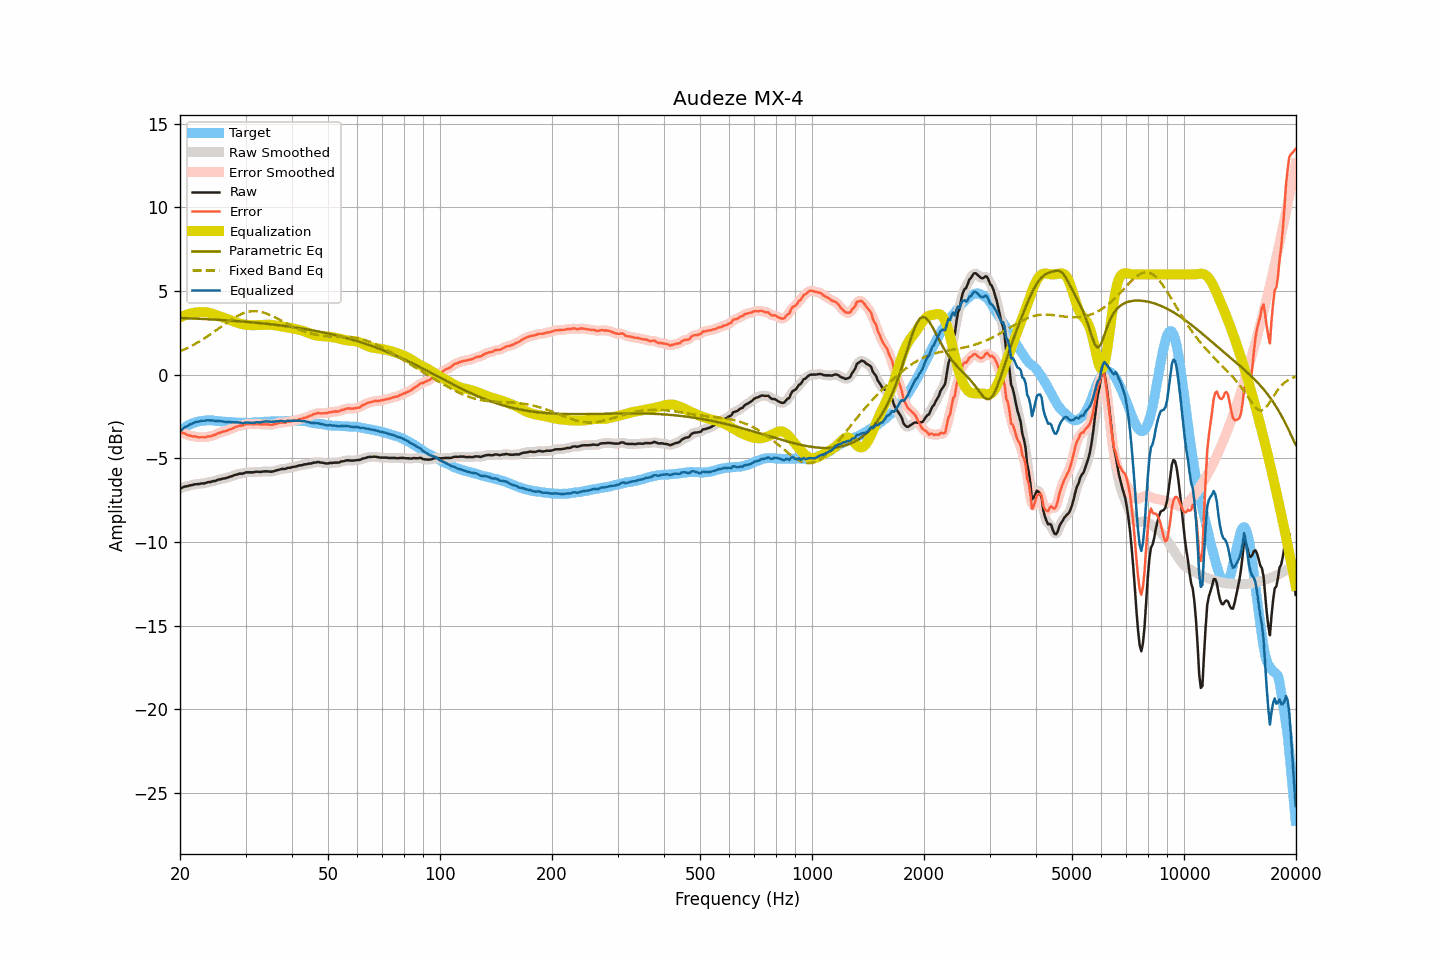 Audeze MX-4
Target
Raw Smoothed
Error Smoothed
Raw
Error
Equalization
Parametric Eq
Fixed Band Eq
Equalized
15
10
5
0
−5
−10
−15
−20
−25
Amplitude (dBr)
20 50 100 200 500 1000 2000 5000 10000 20000
Frequency (Hz)